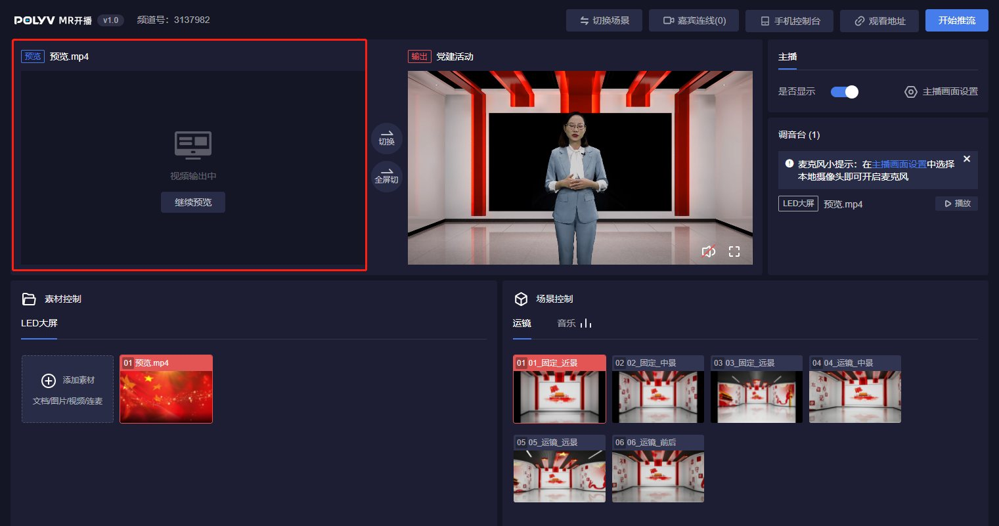 POLYV MR开播 v1.0 频道号：3137982
切换场景
嘉宾连线(0)
手机控制台
观看地址
开始推流
预览 预览.mp4
视频输出中
继续预览
切换
全屏切
输出 党建活动
主播
是否显示
主播画面设置
调音台 (1)
麦克风小提示：在主播画面设置中选择
本地摄像头即可开启麦克风
LED大屏 预览.mp4
播放
素材控制
LED大屏
添加素材
文档/图片/视频/连麦
01 预览.mp4
场景控制
运镜 音乐
01 01_固定_近景
02 02_固定_中景
03 03_固定_远景
04 04_运镜_中景
05 05_运镜_远景
06 06_运镜_前后